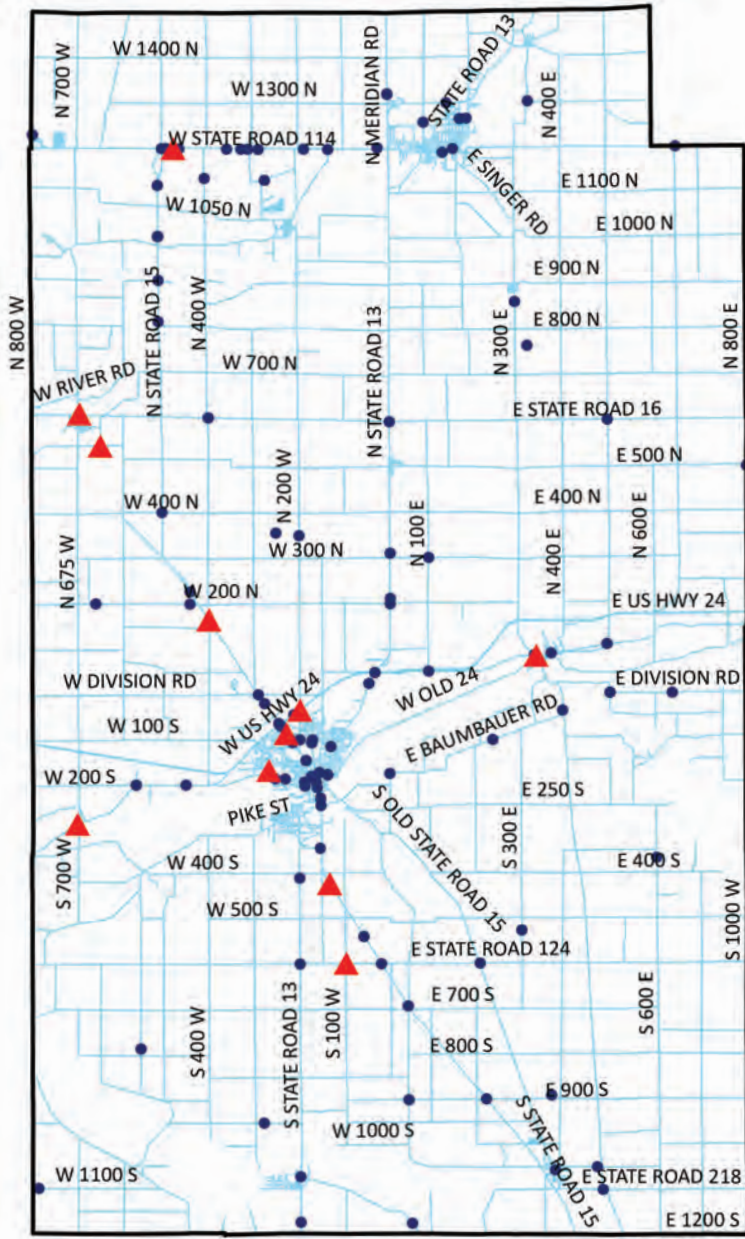 W 1400 N
N 700 W
W 1300 N
N MERIDIAN RD
STATE ROAD 13
N 400 E
W STATE ROAD 114
E SINGER RD
E 1100 N
W 1050 N
E 1000 N
N STATE ROAD 15
N 400 W
E 900 N
N 800 W
N STATE ROAD 13
N 300 E
E 800 N
N 800 E
W 700 N
W RIVER RD
E STATE ROAD 16
E 500 N
W 400 N
N 200 W
E 400 N
N 100 E
N 400 E
N 600 E
W 300 N
N 675 W
W 200 N
E US HWY 24
W DIVISION RD
W US HWY 24
W OLD 24
E DIVISION RD
W 100 S
E BAUMBAUER RD
W 200 S
E 250 S
PIKE ST
S OLD STATE ROAD 15
S 300 E
S 700 W
W 400 S
E 400 S
W 500 S
S 1000 W
E STATE ROAD 124
S 400 W
S STATE ROAD 13
S 100 W
E 700 S
S 600 E
E 800 S
E 900 S
W 1000 S
S STATE ROAD 15
W 1100 S
E STATE ROAD 218
E 1200 S